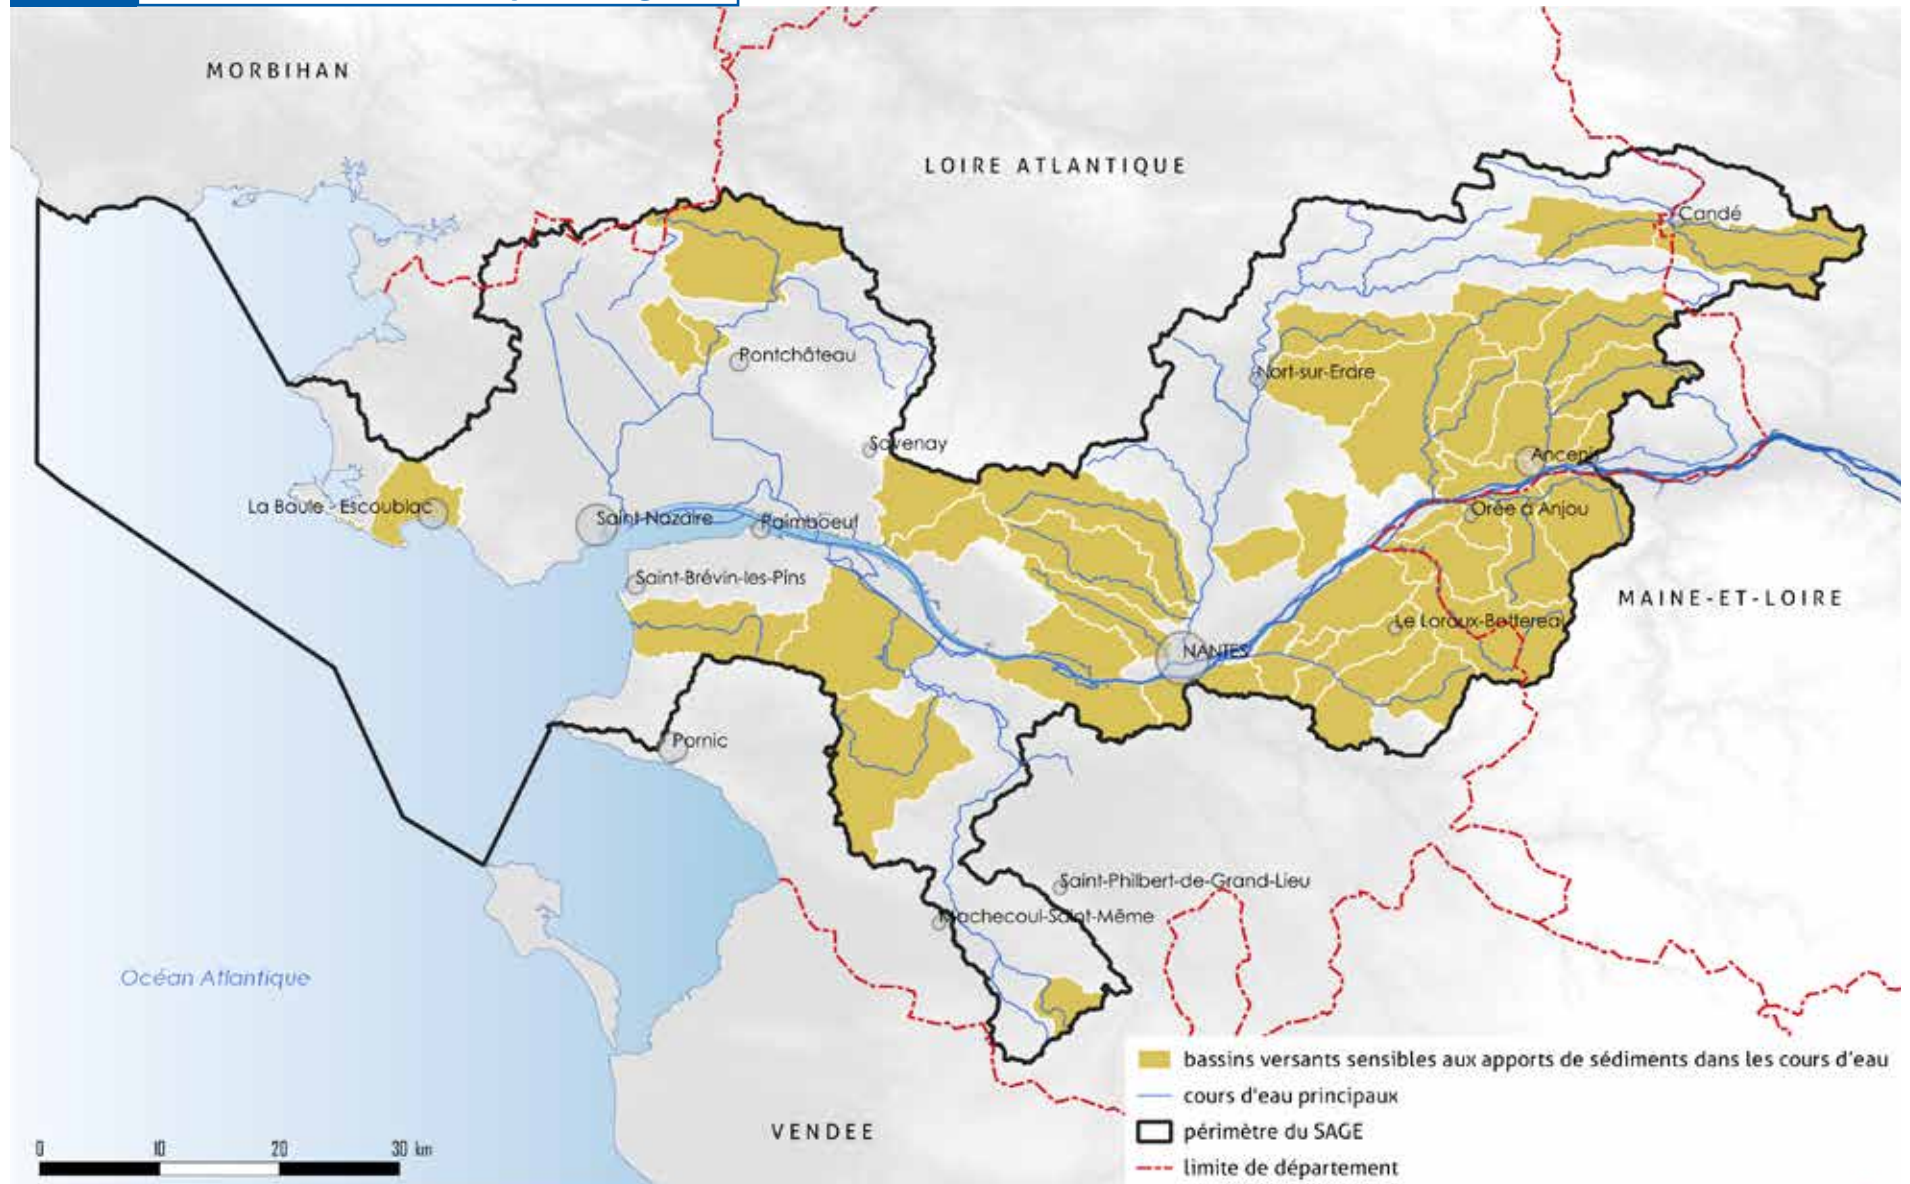 MORBIHAN
LOIRE ATLANTIQUE
Candé
Pontchâteau
Nort-sur-Erdre
Savenay
Ancenis
La Baule - Escoublac
Saint-Nazaire
Paimboeuf
Orée d'Anjou
Saint-Brévin-les-Pins
MAINE-ET-LOIRE
Le Loroux-Bottereau
NANTES
Pornic
Saint-Philbert-de-Grand-Lieu
Machecoul-Saint-Même
Océan Atlantique
VENDEE
bassins versants sensibles aux apports de sédiments dans les cours d'eau
cours d'eau principaux
périmètre du SAGE
limite de département
0 10 20 30 km